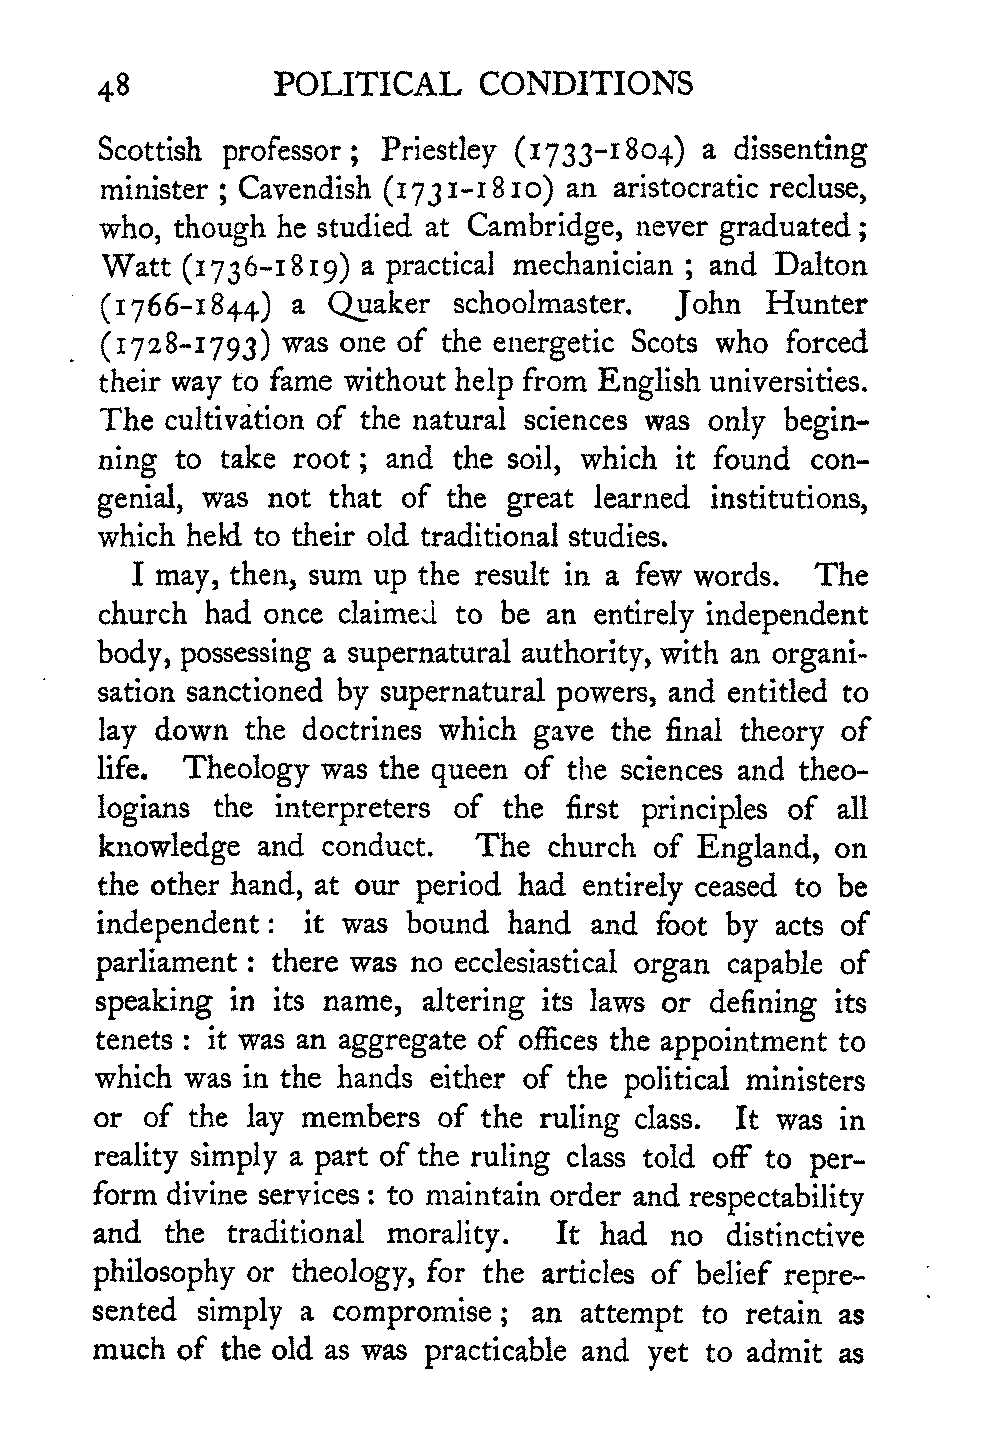 48 POLITICAL CONDITIONS
Scottish professor ; Priestley (1733-1804) a dissenting
minister ; Cavendish (1731-1810) an aristocratic recluse,
who, though he studied at Cambridge, never graduated ;
Watt (1736-1819) a practical mechanician ; and Dalton
(1766-1844) a Quaker schoolmaster. John Hunter
(1728-1793) was one of the energetic Scots who forced
their way to fame without help from English universities.
The cultivation of the natural sciences was only begin-
ning to take root ; and the soil, which it found con-
genial, was not that of the great learned institutions,
which held to their old traditional studies.
I may, then, sum up the result in a few words. The
church had once claimed to be an entirely independent
body, possessing a supernatural authority, with an organi-
sation sanctioned by supernatural powers, and entitled to
lay down the doctrines which gave the final theory of
life. Theology was the queen of the sciences and theo-
logians the interpreters of the first principles of all
knowledge and conduct. The church of England, on
the other hand, at our period had entirely ceased to be
independent : it was bound hand and foot by acts of
parliament : there was no ecclesiastical organ capable of
speaking in its name, altering its laws or defining its
tenets : it was an aggregate of offices the appointment to
which was in the hands either of the political ministers
or of the lay members of the ruling class. It was in
reality simply a part of the ruling class told off to per-
form divine services : to maintain order and respectability
and the traditional morality. It had no distinctive
philosophy or theology, for the articles of belief repre-
sented simply a compromise ; an attempt to retain as
much of the old as was practicable and yet to admit as